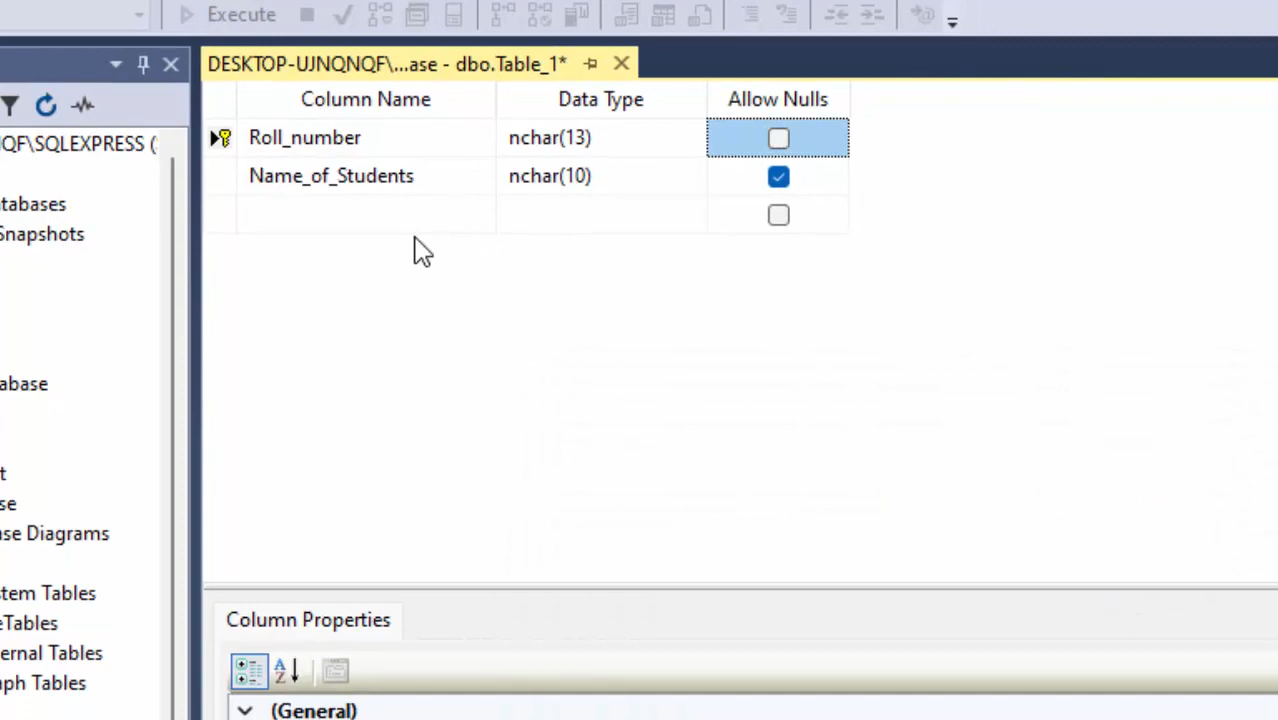 Execute
DESKTOP-UJNQNQF\...ase - dbo.Table_1*
Column Name Data Type Allow Nulls
Roll_number nchar(13)
Name_of_Students nchar(10)
QF\SQLEXPRESS (
tabases
Snapshots
abase
t
se
se Diagrams
stem Tables
eTables
ernal Tables
ph Tables
Column Properties
A
Z
(General)